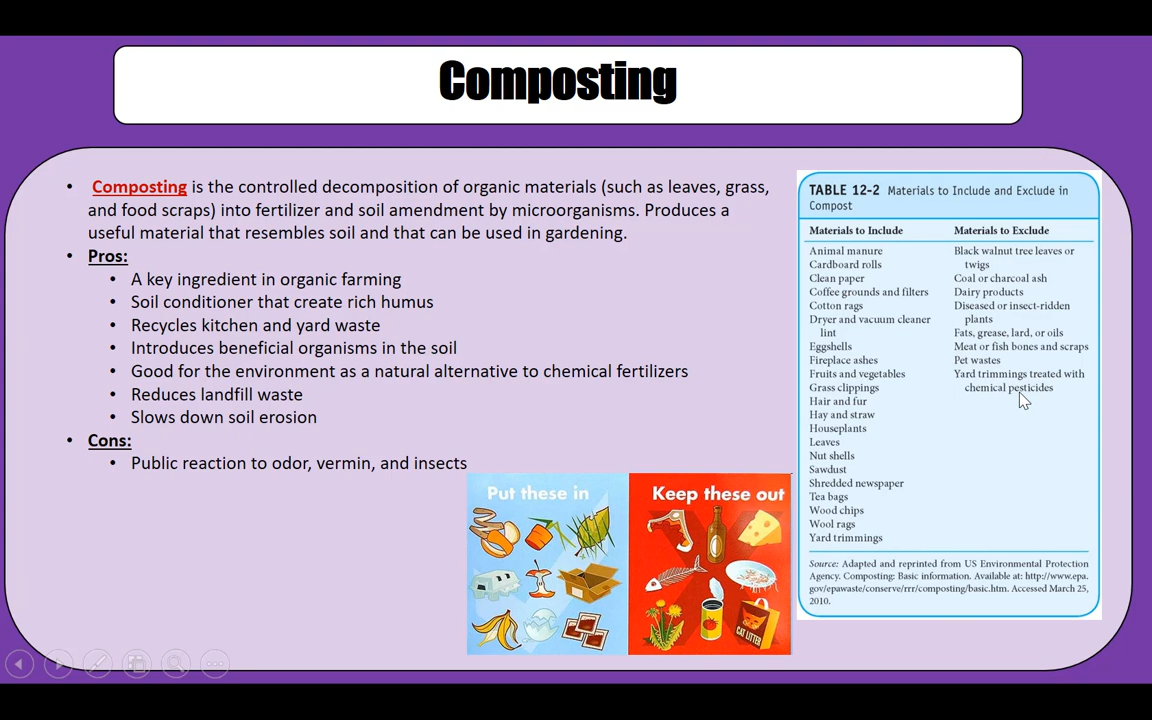 Composting
• Composting is the controlled decomposition of organic materials (such as leaves, grass,
and food scraps) into fertilizer and soil amendment by microorganisms. Produces a
useful material that resembles soil and that can be used in gardening.
• Pros:
• A key ingredient in organic farming
• Soil conditioner that create rich humus
• Recycles kitchen and yard waste
• Introduces beneficial organisms in the soil
• Good for the environment as a natural alternative to chemical fertilizers
• Reduces landfill waste
• Slows down soil erosion
• Cons:
• Public reaction to odor, vermin, and insects
Put these in
Keep these out
CAT LITTER
TABLE 12-2 Materials to Include and Exclude in
Compost
Materials to Include
Animal manure
Cardboard rolls
Clean paper
Coffee grounds and filters
Cotton rags
Dryer and vacuum cleaner
lint
Eggshells
Fireplace ashes
Fruits and vegetables
Grass clippings
Hair and fur
Hay and straw
Houseplants
Leaves
Nut shells
Sawdust
Shredded newspaper
Tea bags
Wood chips
Wool rags
Yard trimmings
Materials to Exclude
Black walnut tree leaves or
twigs
Coal or charcoal ash
Dairy products
Diseased or insect-ridden
plants
Fats, grease, lard, or oils
Meat or fish bones and scraps
Pet wastes
Yard trimmings treated with
chemical pesticides
Source: Adapted and reprinted from US Environmental Protection
Agency. Composting: Basic information. Available at: http://www.epa.
gov/epawaste/conserve/rrr/composting/basic.htm. Accessed March 25,
2010.